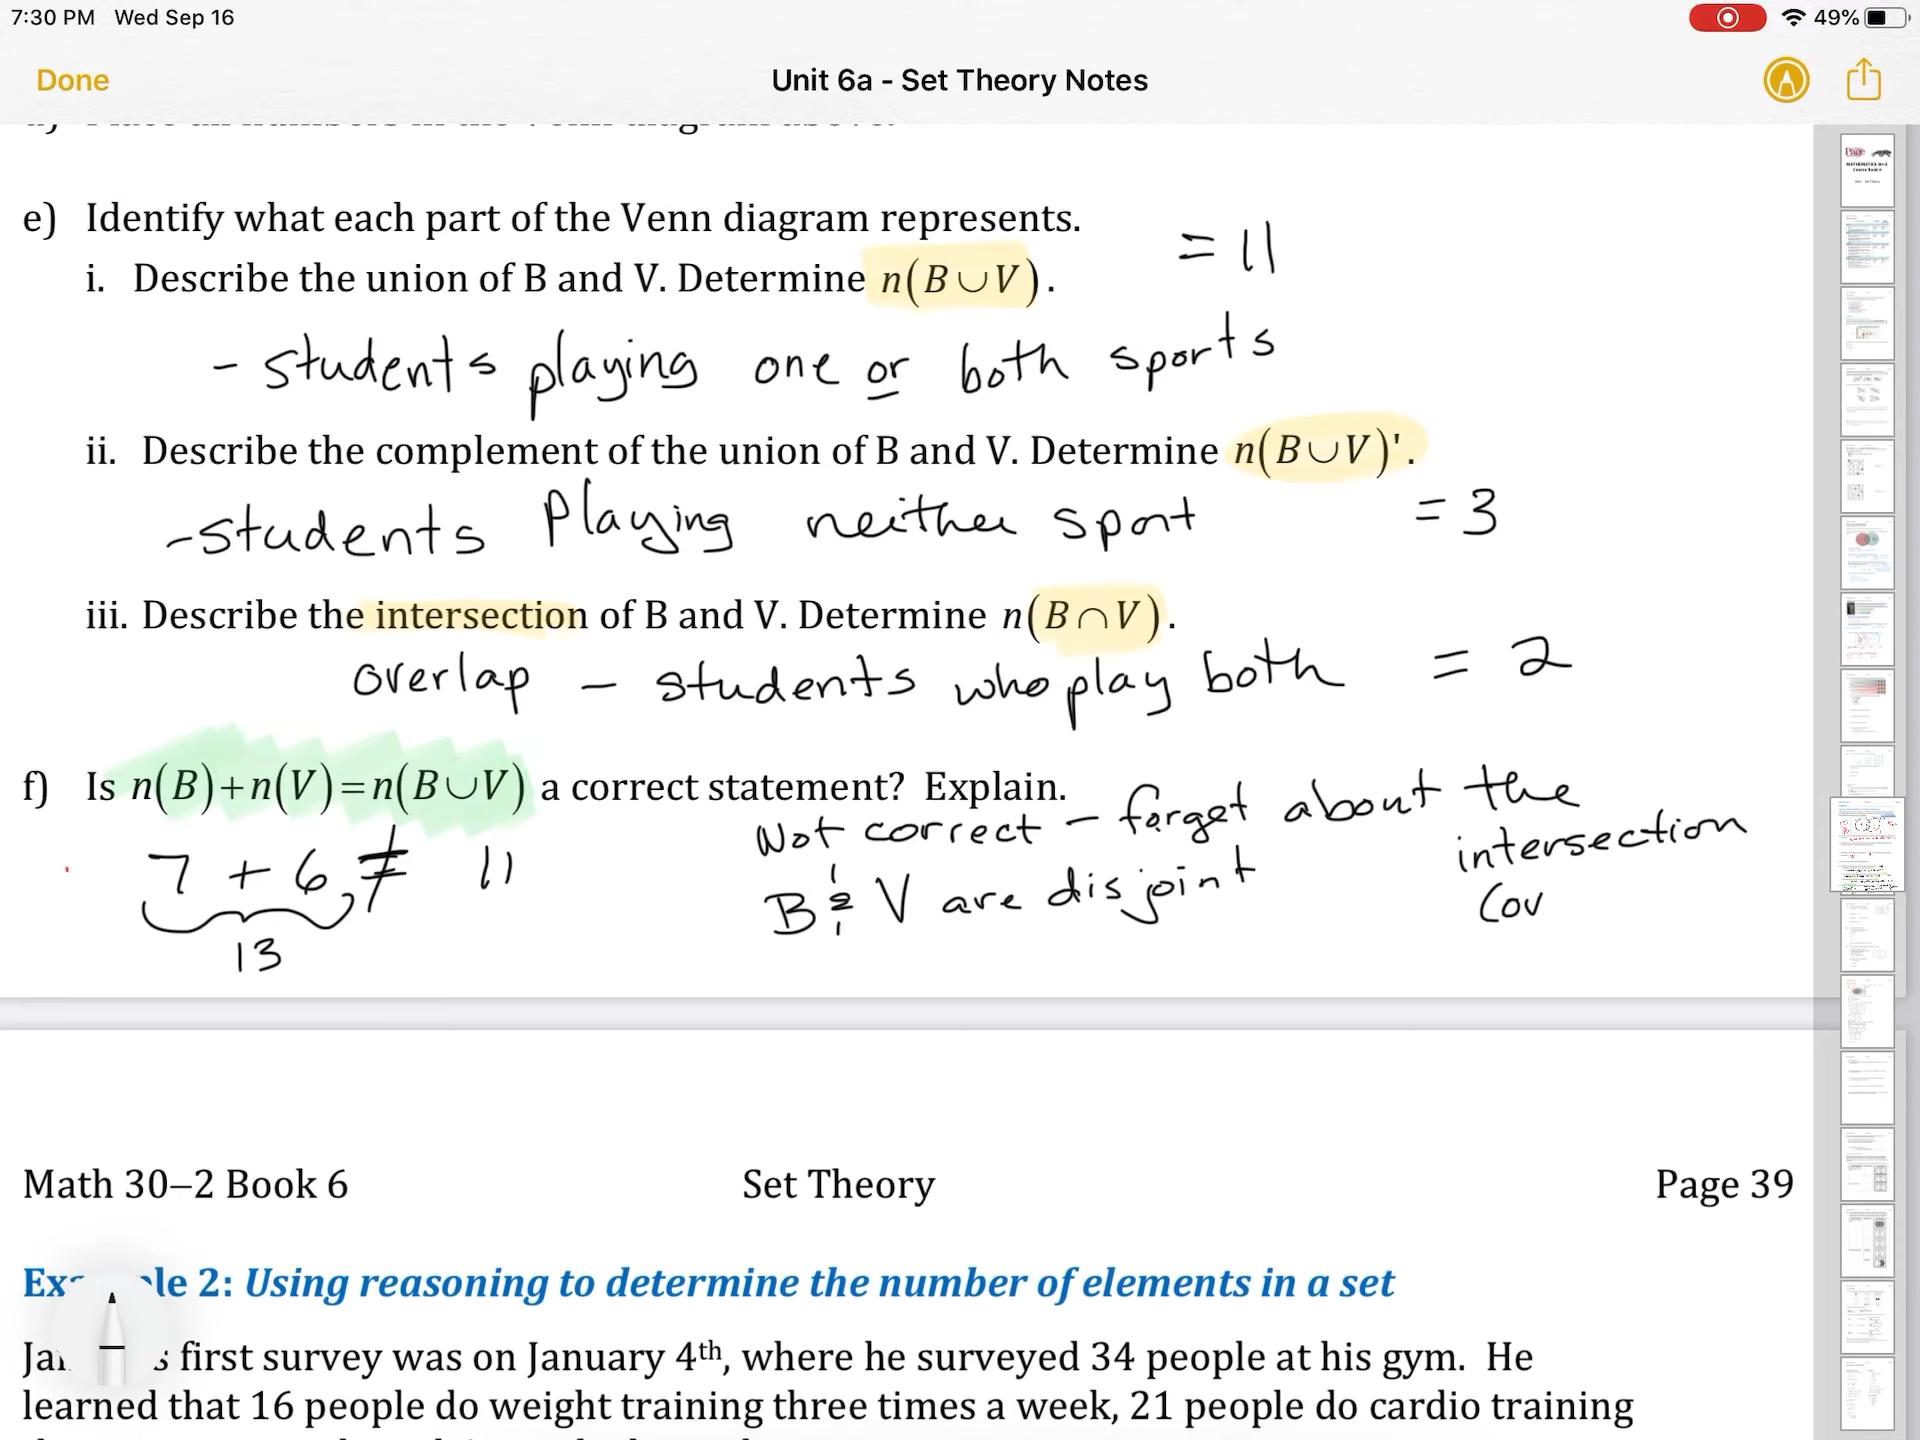 7:30 PM Wed Sep 16
49%
Done
Unit 6a - Set Theory Notes
e) Identify what each part of the Venn diagram represents.
= 11
i. Describe the union of B and V. Determine n(B∪V).
- students playing one or both sports
ii. Describe the complement of the union of B and V. Determine n(B∪V)'.
-students Playing neither sport = 3
iii. Describe the intersection of B and V. Determine n(B∩V).
overlap - students who play both = 2
f) Is n(B)+n(V)=n(B∪V) a correct statement? Explain.
Not correct - forget about the
intersection
7 + 6 ≠ 11
B & V are disjoint
Cov
13
Math 30–2 Book 6 Set Theory Page 39
le 2: Using reasoning to determine the number of elements in a set
first survey was on January 4th, where he surveyed 34 people at his gym. He
learned that 16 people do weight training three times a week, 21 people do cardio training